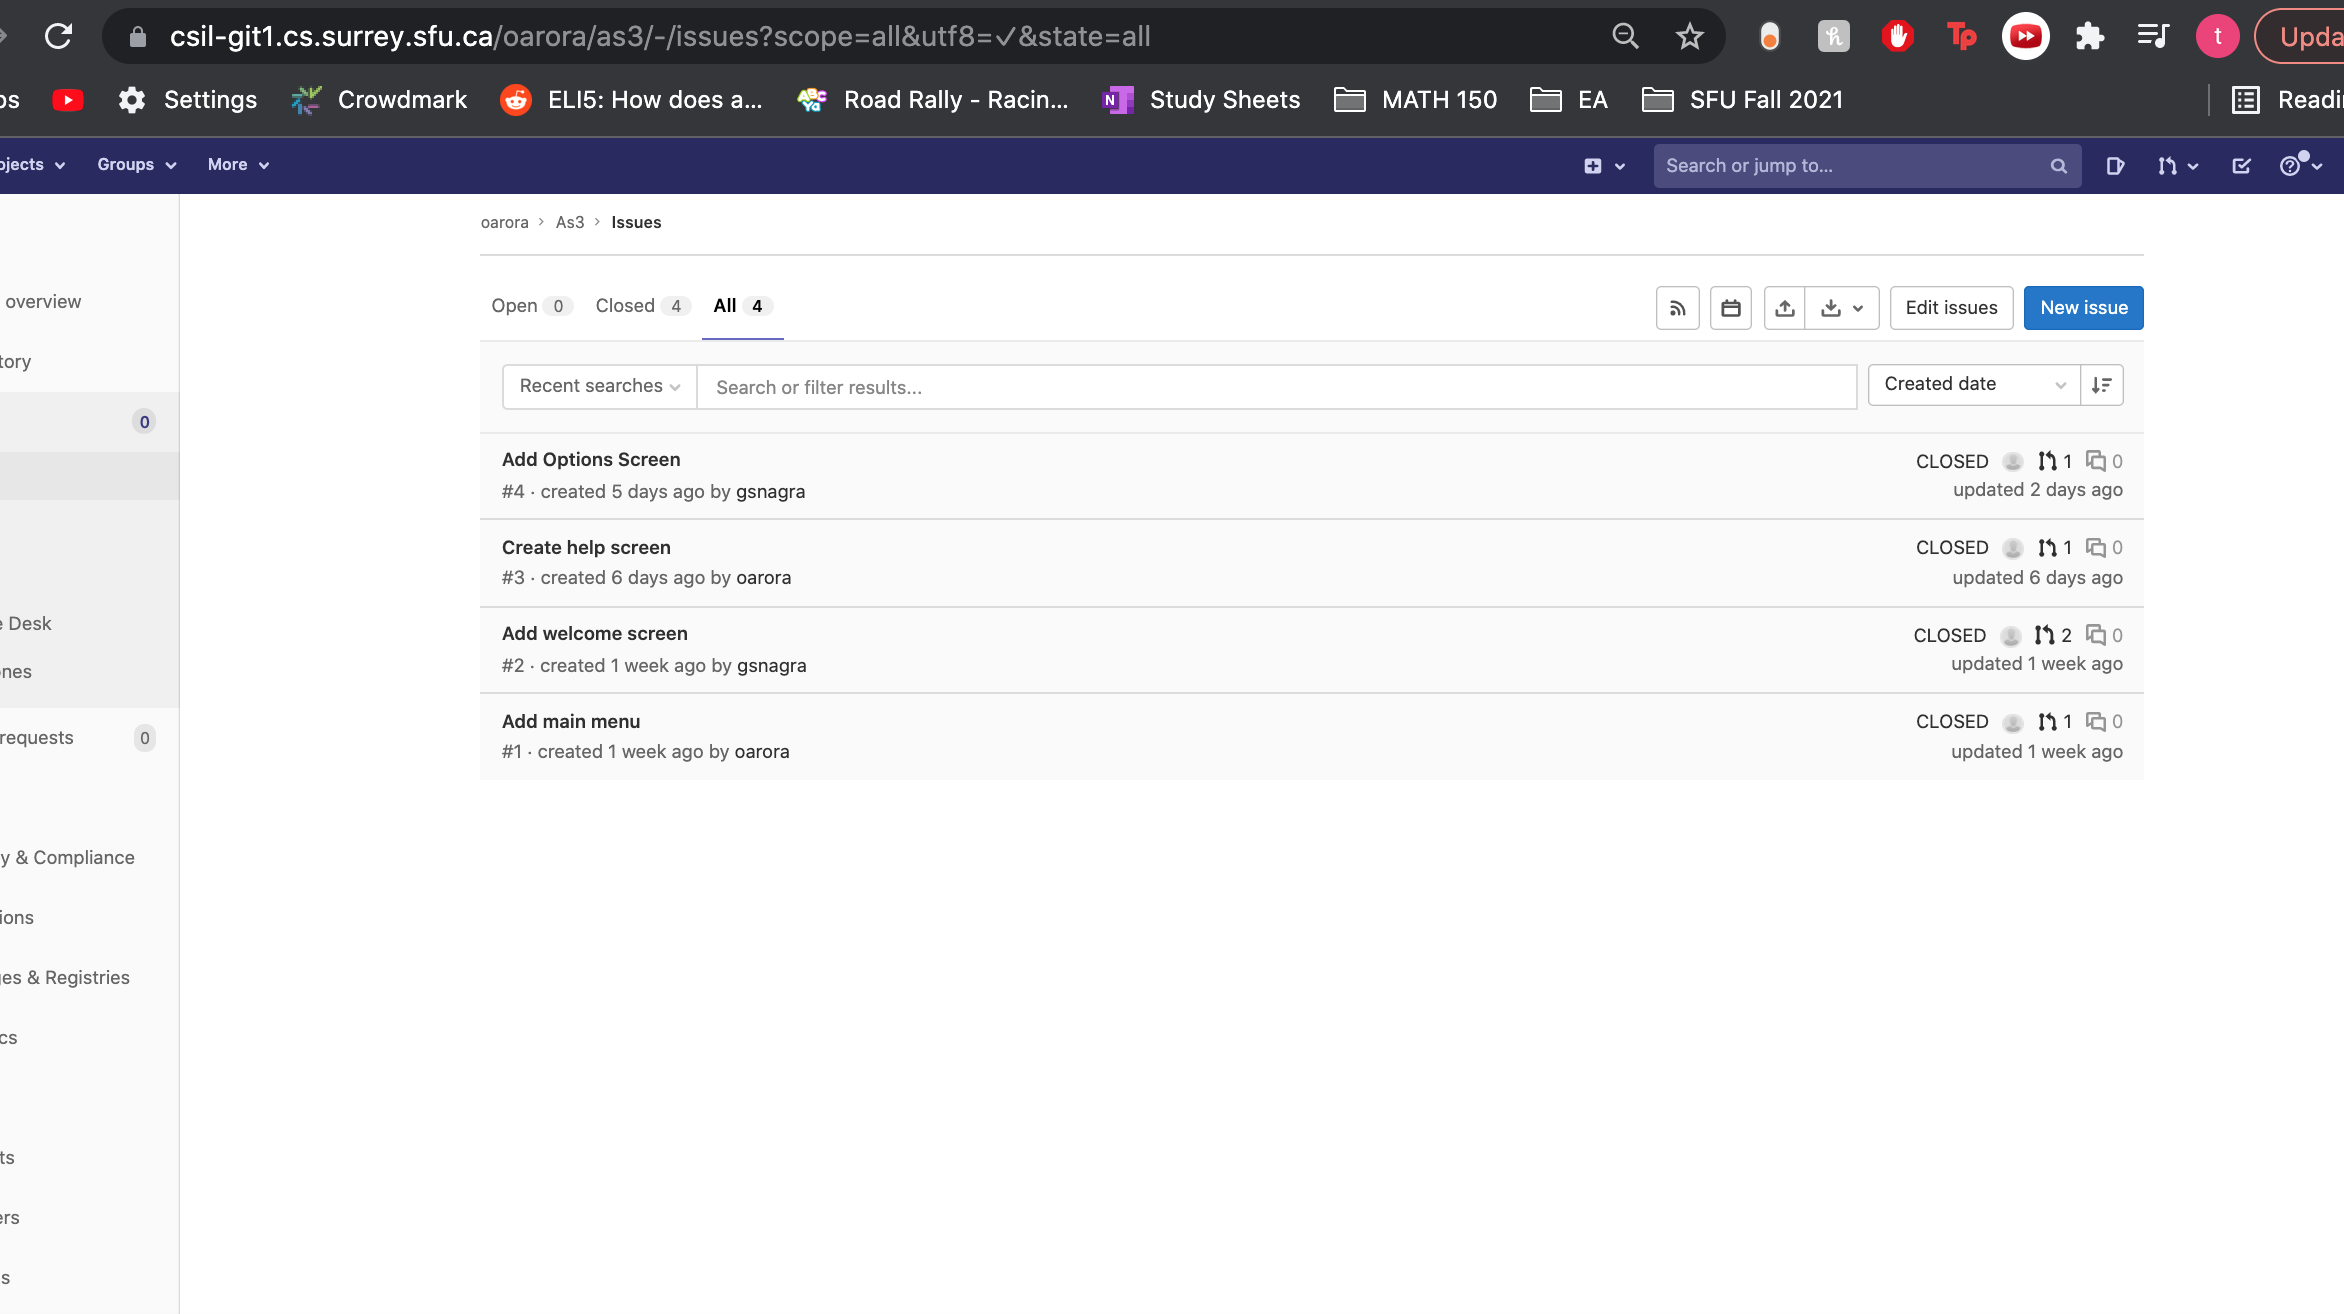 csil-git1.cs.surrey.sfu.ca/oarora/as3/-/issues?scope=all&utf8=✓&state=all
t
Upda
os Settings Crowdmark ELI5: How does a... Road Rally - Racin... Study Sheets MATH 150 EA SFU Fall 2021 Readi
ojects Groups More Search or jump to...
oarora > As3 > Issues
Open 0 Closed 4 All 4 Edit issues New issue
Recent searches Search or filter results... Created date
Add Options Screen CLOSED 1 0
#4 · created 5 days ago by gsnagra updated 2 days ago
Create help screen CLOSED 1 0
#3 · created 6 days ago by oarora updated 6 days ago
Add welcome screen CLOSED 2 0
#2 · created 1 week ago by gsnagra updated 1 week ago
Add main menu CLOSED 1 0
#1 · created 1 week ago by oarora updated 1 week ago
overview
tory
0
e Desk
ones
requests 0
y & Compliance
ions
ges & Registries
cs
ts
ers
s